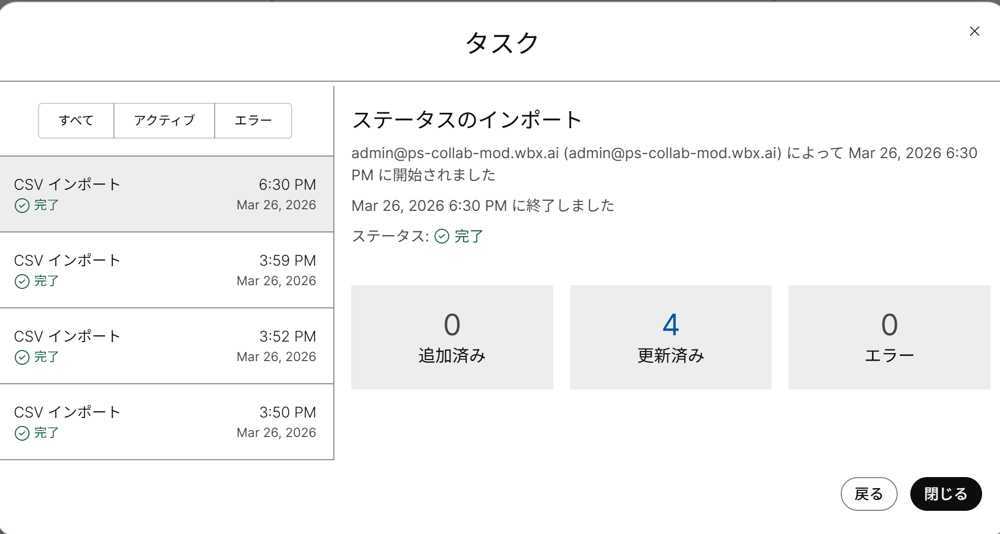 タスク
すべて
アクティブ
エラー
CSV インポート
6:30 PM
完了
Mar 26, 2026
CSV インポート
3:59 PM
完了
Mar 26, 2026
CSV インポート
3:52 PM
完了
Mar 26, 2026
CSV インポート
3:50 PM
完了
Mar 26, 2026
ステータスのインポート
admin@ps-collab-mod.wbx.ai (admin@ps-collab-mod.wbx.ai) によって Mar 26, 2026 6:30
PM に開始されました
Mar 26, 2026 6:30 PM に終了しました
ステータス: 完了
0
追加済み
4
更新済み
0
エラー
戻る
閉じる